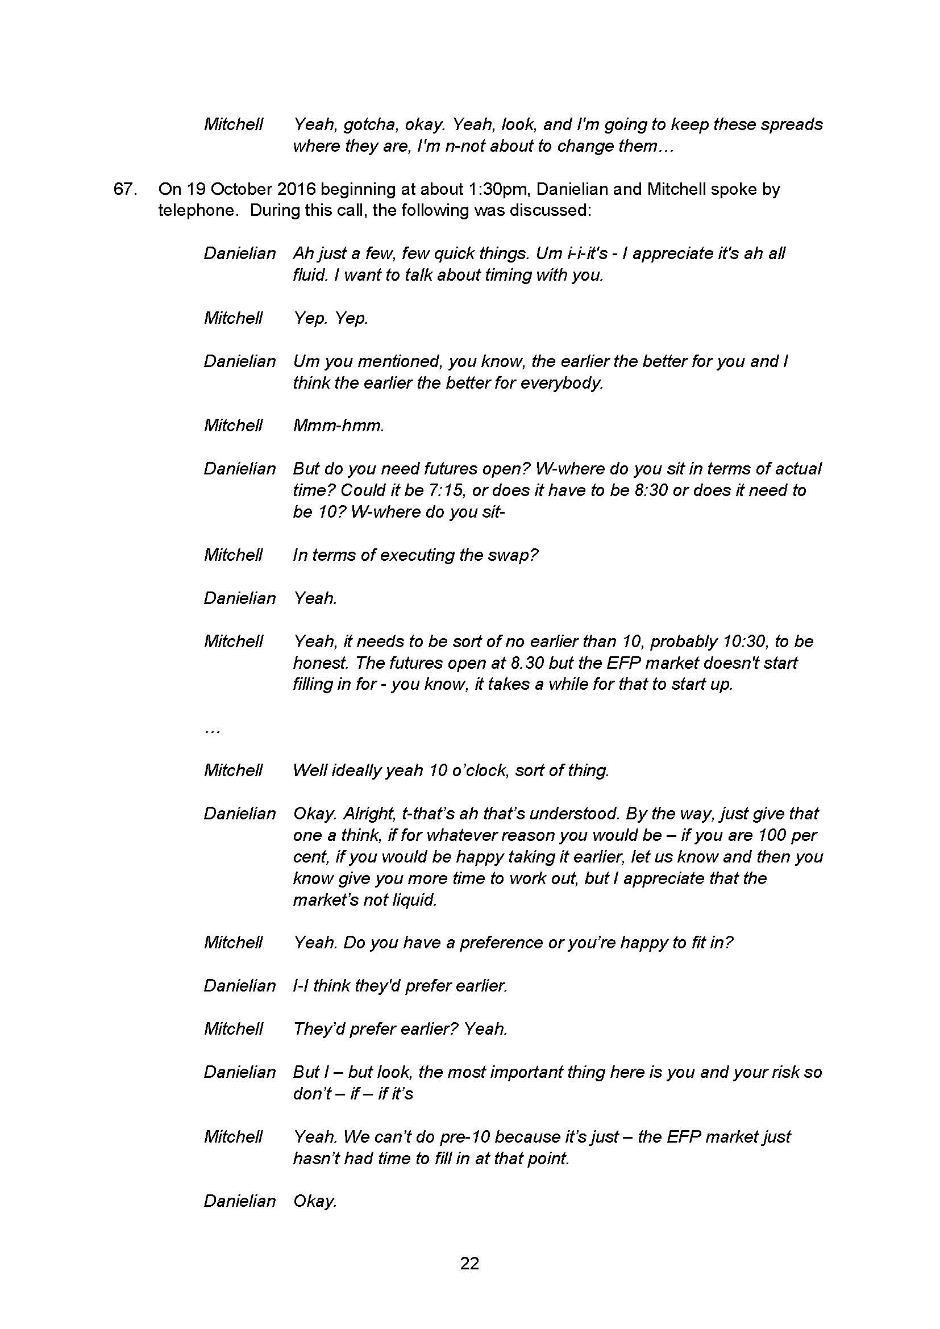 Mitchell Yeah, gotcha, okay. Yeah, look, and I'm going to keep these spreads
where they are, I'm n-not about to change them…
67. On 19 October 2016 beginning at about 1:30pm, Danielian and Mitchell spoke by
telephone. During this call, the following was discussed:
Danielian Ah just a few, few quick things. Um i-i-it's - I appreciate it's ah all
fluid. I want to talk about timing with you.
Mitchell Yep. Yep.
Danielian Um you mentioned, you know, the earlier the better for you and I
think the earlier the better for everybody.
Mitchell Mmm-hmm.
Danielian But do you need futures open? W-where do you sit in terms of actual
time? Could it be 7:15, or does it have to be 8:30 or does it need to
be 10? W-where do you sit-
Mitchell In terms of executing the swap?
Danielian Yeah.
Mitchell Yeah, it needs to be sort of no earlier than 10, probably 10:30, to be
honest. The futures open at 8.30 but the EFP market doesn't start
filling in for - you know, it takes a while for that to start up.
…
Mitchell Well ideally yeah 10 o'clock, sort of thing.
Danielian Okay. Alright, t-that's ah that's understood. By the way, just give that
one a think, if for whatever reason you would be – if you are 100 per
cent, if you would be happy taking it earlier, let us know and then you
know give you more time to work out, but I appreciate that the
market's not liquid.
Mitchell Yeah. Do you have a preference or you're happy to fit in?
Danielian I-I think they'd prefer earlier.
Mitchell They'd prefer earlier? Yeah.
Danielian But I – but look, the most important thing here is you and your risk so
don't – if – if it's
Mitchell Yeah. We can't do pre-10 because it's just – the EFP market just
hasn't had time to fill in at that point.
Danielian Okay.
22